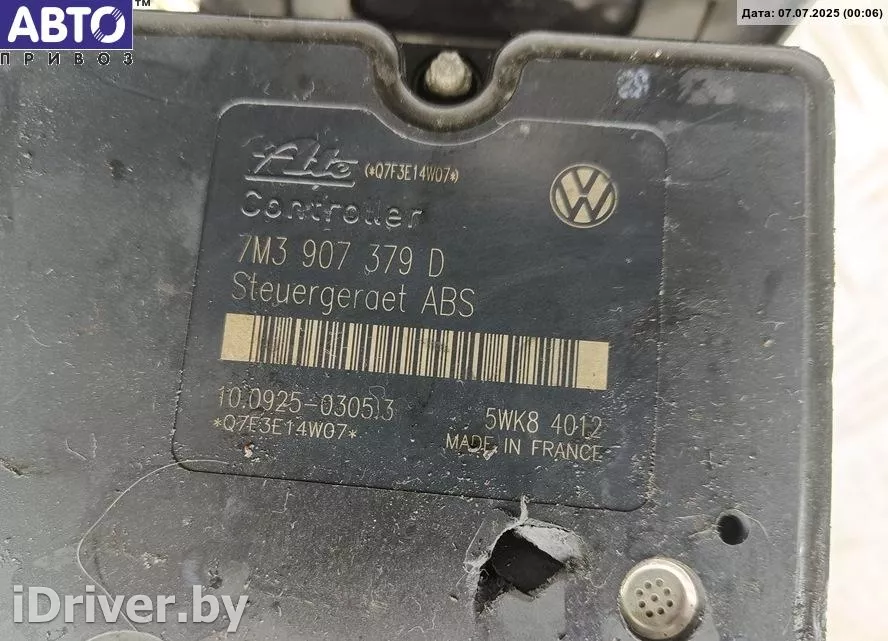 АВТО™
ПРИВОЗ
Дата: 07.07.2025 (00:06)
Ate (*Q7F3E14W07*)
Controller
7M3 907 379 D
Steuergeraet ABS
10.0925-0305.3 5WK8 4012
*Q7F3E14W07* MADE IN FRANCE
iDriver.by